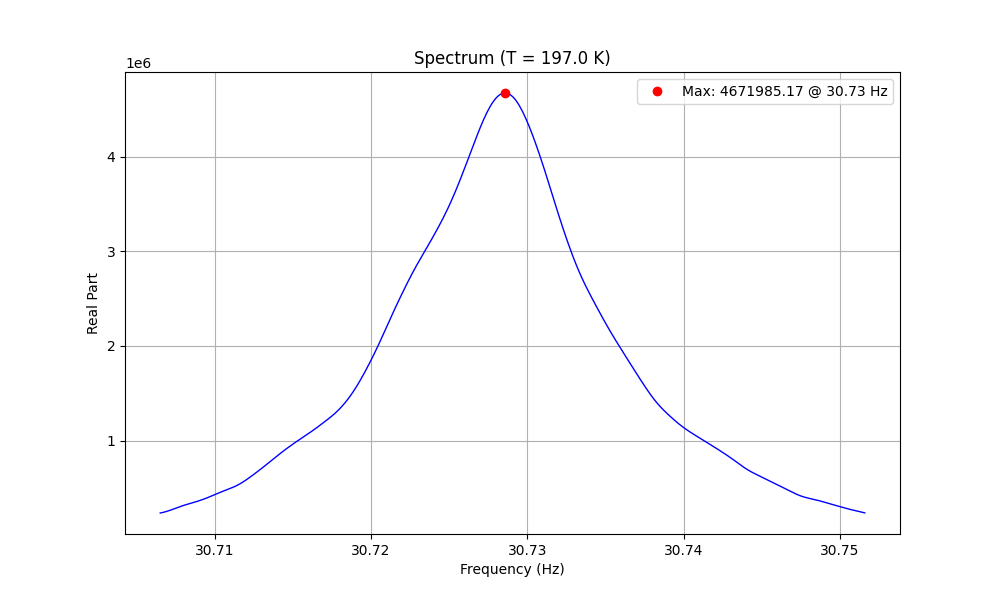 Spectrum (T = 197.0 K)
1e6
Max: 4671985.17 @ 30.73 Hz
4
3
2
1
Real Part
30.71 30.72 30.73 30.74 30.75
Frequency (Hz)